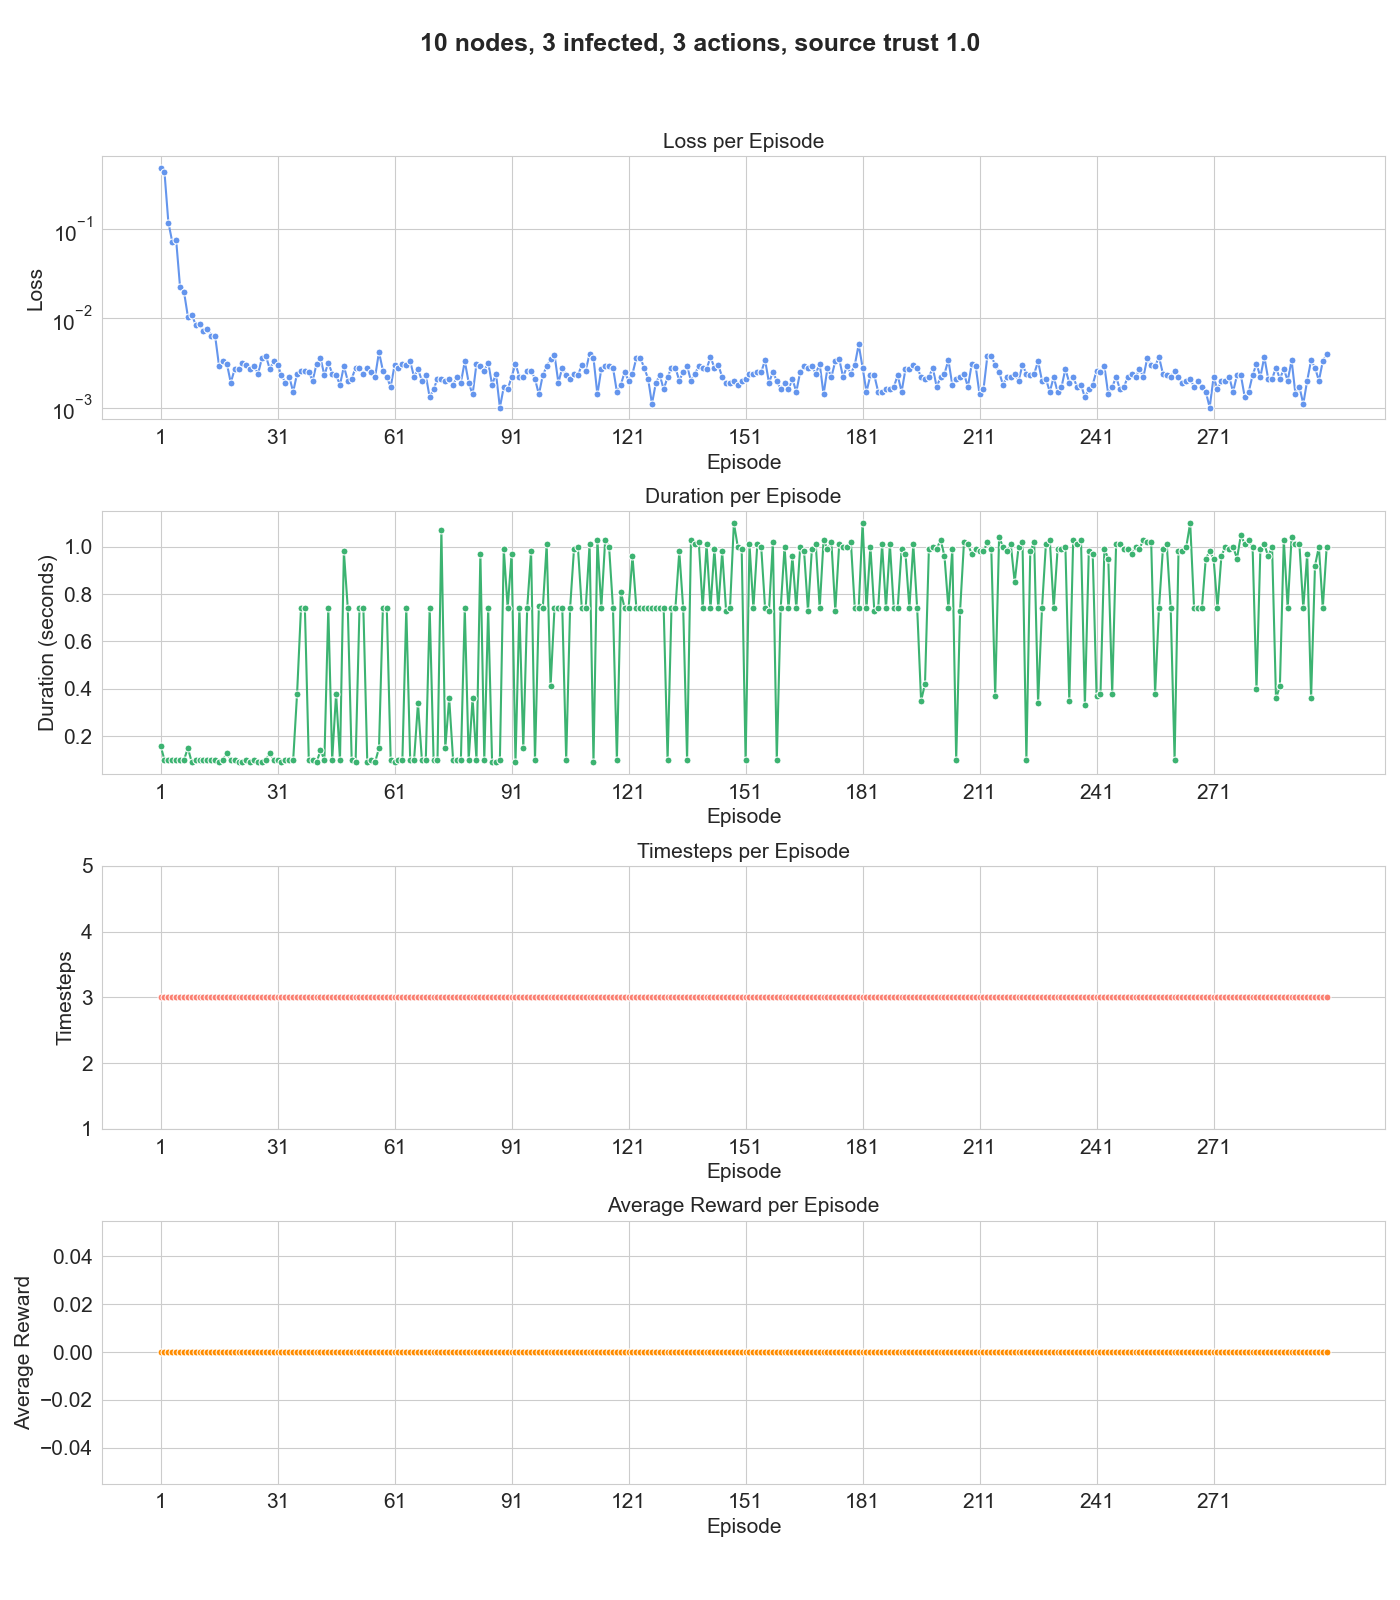 10 nodes, 3 infected, 3 actions, source trust 1.0
Loss per Episode
Loss
10−1
10−2
10−3
1 31 61 91 121 151 181 211 241 271
Episode
Duration per Episode
Duration (seconds)
1.0
0.8
0.6
0.4
0.2
1 31 61 91 121 151 181 211 241 271
Episode
Timesteps per Episode
Timesteps
5
4
3
2
1
1 31 61 91 121 151 181 211 241 271
Episode
Average Reward per Episode
Average Reward
0.04
0.02
0.00
−0.02
−0.04
1 31 61 91 121 151 181 211 241 271
Episode